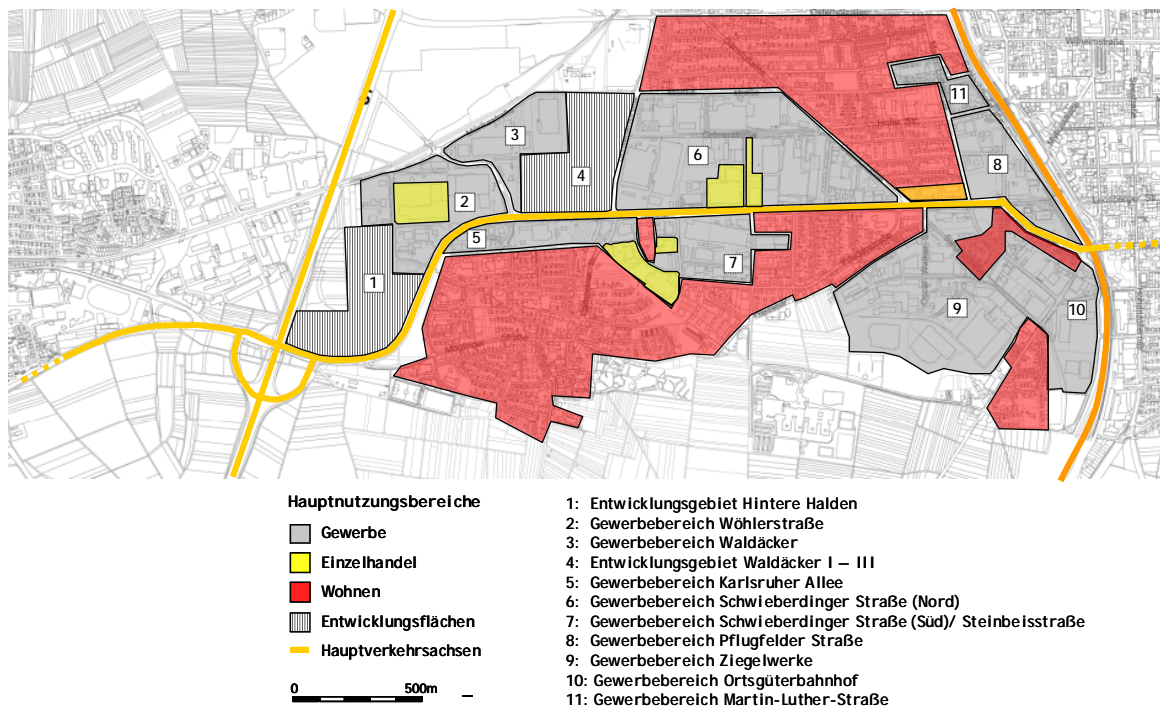 Osterholzallee
Wilhelmstraße
11
3
6
4
8
2
5
7
1
9
10
Hauptnutzungsbereiche
Gewerbe
Einzelhandel
Wohnen
Entwicklungsflächen
Hauptverkehrsachsen
0 500m
1: Entwicklungsgebiet Hintere Halden
2: Gewerbebereich Wöhlerstraße
3: Gewerbebereich Waldäcker
4: Entwicklungsgebiet Waldäcker I – III
5: Gewerbebereich Karlsruher Allee
6: Gewerbebereich Schwieberdinger Straße (Nord)
7: Gewerbebereich Schwieberdinger Straße (Süd)/ Steinbeisstraße
8: Gewerbebereich Pflugfelder Straße
9: Gewerbebereich Ziegelwerke
10: Gewerbebereich Ortsgüterbahnhof
11: Gewerbebereich Martin-Luther-Straße